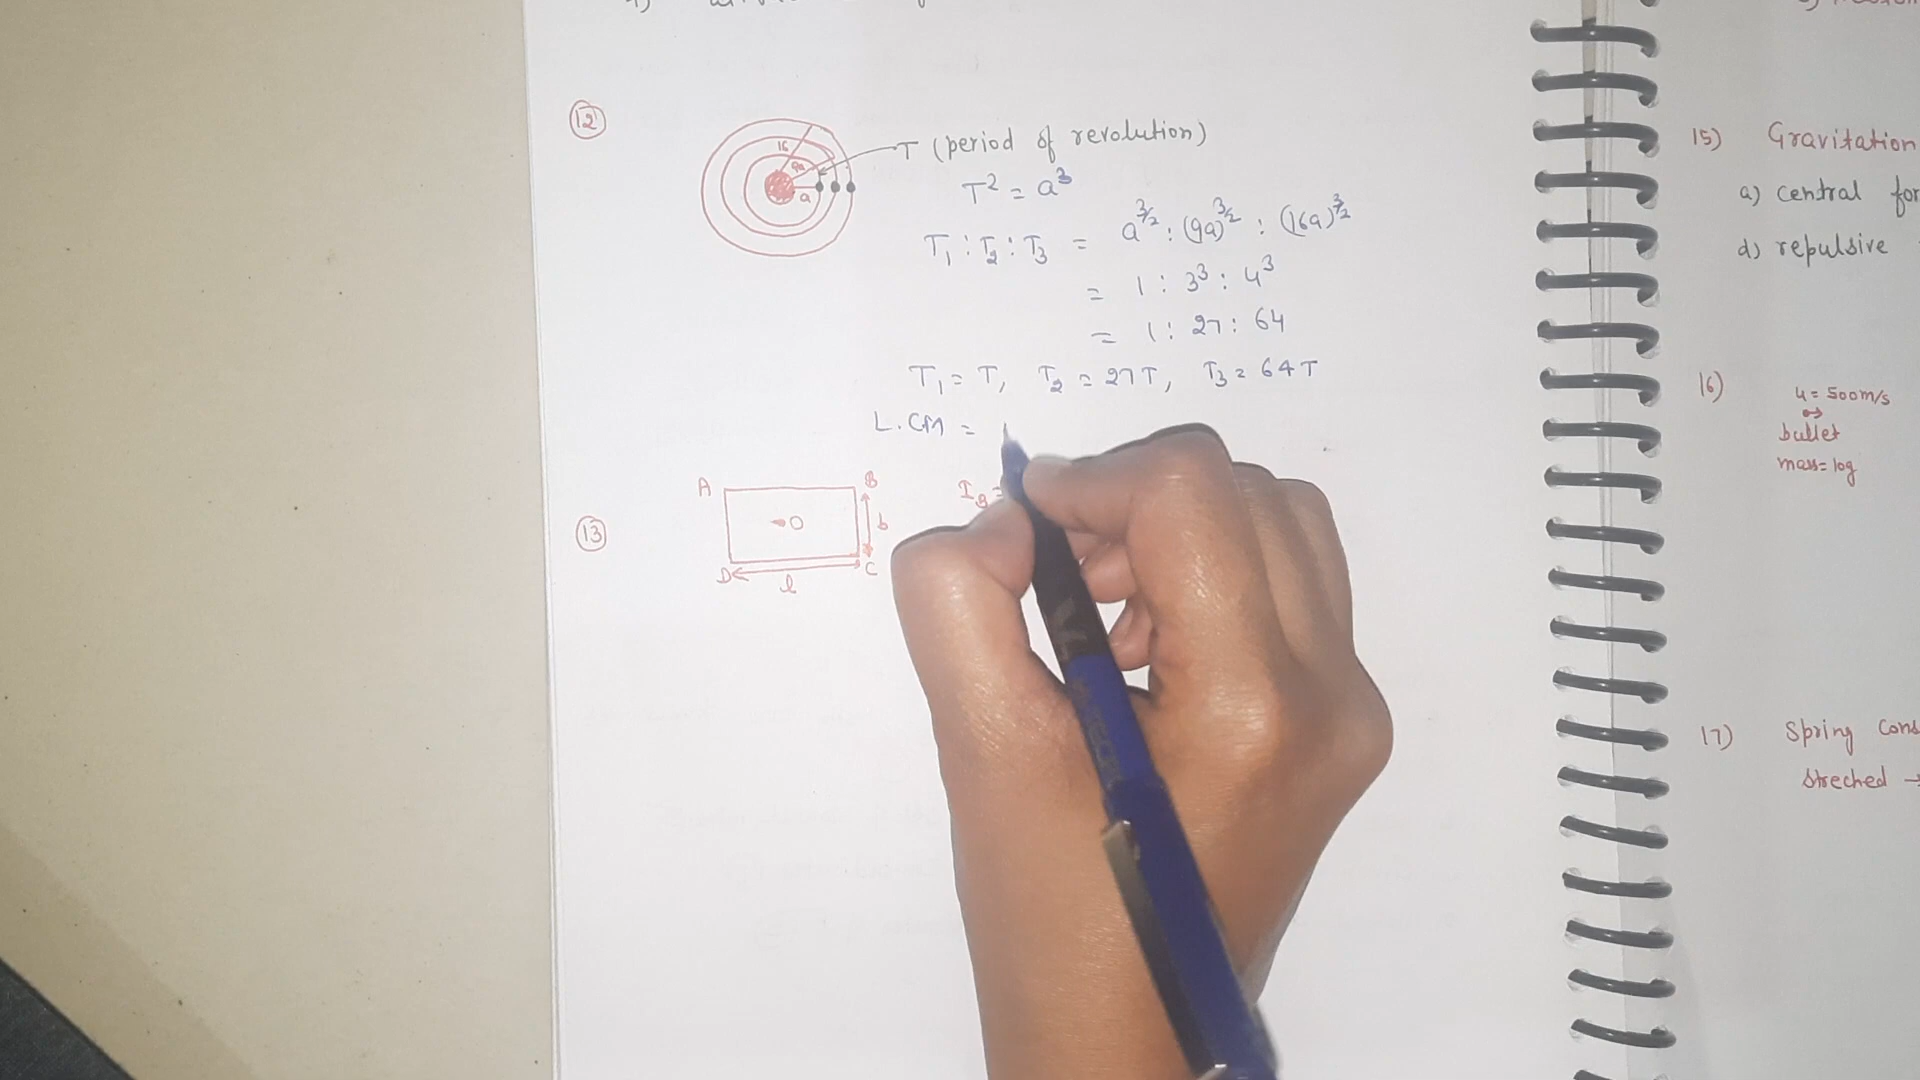 12
T (period of revolution)
16
9a
a
T² = a³
T₁ : T₂ : T₃ = a^3/2 : (9a)^3/2 : (16a)^3/2
= 1 : 3³ : 4³
= 1 : 27 : 64
T₁ = T, T₂ = 27T, T₃ = 64T
L.CM =
13
A B
O b
D C
l
I_B =
15) Gravitation
a) central
d) repulsive
16) u = 500m/s
bullet
mass = 10g
17) Spring
streched →